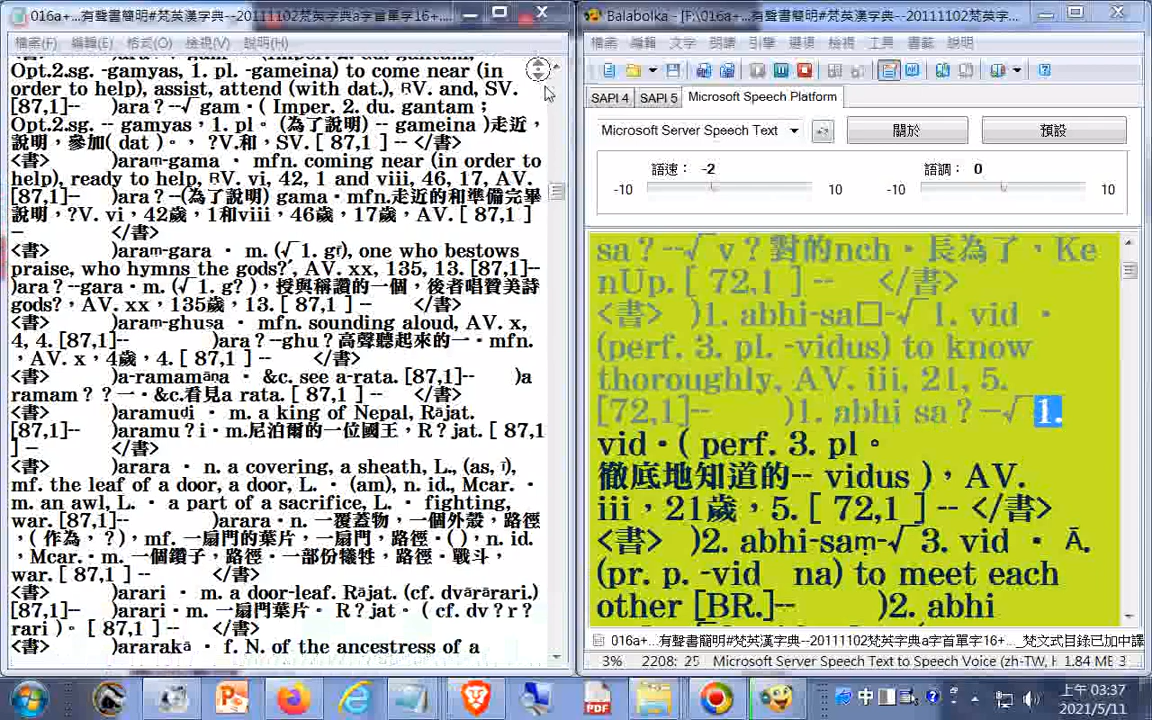 016a+...有聲書簡明#梵英漢字典--20111102梵英字典a字首單字16+...
檔案(F) 編輯(E) 格式(O) 檢視(V) 說明(H)
Opt.2.sg. -gamyas, 1. pl. -gameina) to come near (in
order to help), assist, attend (with dat.), RV. and, SV.
[87,1]-- )ara ? --√ gam‧( Imper. 2. du. gantam；
Opt.2.sg. -- gamyas，1. pl。 (為了說明) -- gameina )走近，
說明，參加( dat )。，?V.和，SV. [ 87,1 ] -- </書>
<書> )aram-gama ‧ mfn. coming near (in order to
help), ready to help, RV. vi, 42, 1 and viii, 46, 17, AV.
[87,1]-- )ara ? --(為了說明) gama‧mfn.走近的和準備完畢
說明，?V. vi，42歲，1和viii，46歲，17歲，AV. [ 87,1 ]
-- </書>
<書> )aram-gara ‧ m. (√ 1. gṛ), one who bestows
praise, who hymns the gods?', AV. xx, 135, 13. [87,1]--
)ara ? --gara‧m. (√ 1. g? )，授與稱讚的一個，後者唱贊美詩
gods?，AV. xx，135歲，13. [ 87,1 ] -- </書>
<書> )aram-ghuṣa ‧ mfn. sounding aloud, AV. x,
4, 4. [87,1]-- )ara ? --ghu ? 高聲聽起來的一‧mfn.
，AV. x，4歲，4. [ 87,1 ] -- </書>
<書> )a-ramamāṇa ‧ &c. see a-rata. [87,1]-- )a
ramam ? ? 一‧&c.看見a rata. [ 87,1 ] -- </書>
<書> )aramuḍi ‧ m. a king of Nepal, Rājat.
[87,1]-- )aramu ? i‧m.尼泊爾的一位國王，R ? jat. [ 87,1
] -- </書>
<書> )arara ‧ n. a covering, a sheath, L., (as, ī),
mf. the leaf of a door, a door, L. ‧ (am), n. id., Mcar. ‧
m. an awl, L. ‧ a part of a sacrifice, L. ‧ fighting,
war. [87,1]-- )arara‧n. 一覆蓋物，一個外殼，路徑
，( 作為，? )，mf. 一扇門的葉片，一扇門，路徑‧( )，n. id.
，Mcar.‧m. 一個鑽子，路徑‧一部份犧牲，路徑‧戰斗，
war. [ 87,1 ] -- </書>
<書> )arari ‧ m. a door-leaf. Rājat. (cf. dvārārari.)
[87,1]-- )arari‧m. 一扇門葉片。 R ? jat。 ( cf. dv ? r ?
rari )。 [ 87,1 ] -- </書>
<書> )ararakā ‧ f. N. of the ancestress of a
Balabolka - [F:\016a+...有聲書簡明#梵英漢字典--20111102梵英字...
檔案 編輯 文字 朗讀 引擎 選項 檢視 工具 書籤 說明
SAPI 4 SAPI 5 Microsoft Speech Platform
Microsoft Server Speech Text 關於 預設
語速： -2 語調： 0
-10 10 -10 10
sa ? --√ v ? 對的nch‧長為了，Ke
nUp. [ 72,1 ] -- </書>
<書> )1. abhi-sa□-√ 1. vid ‧
(perf. 3. pl. -vidus) to know
thoroughly, AV. iii, 21, 5.
[72,1]-- )1. abhi sa ? --√ 1.
vid‧( perf. 3. pl。
徹底地知道的-- vidus )，AV.
iii，21歲，5. [ 72,1 ] -- </書>
<書> )2. abhi-sam-√ 3. vid ‧ Ā.
(pr. p. -vid na) to meet each
other [BR.]-- )2. abhi
016a+...有聲書簡明#梵英漢字典--20111102梵英字典a字首單字16+..._梵文式目錄已加中譯
3% 2208: 25 Microsoft Server Speech Text to Speech Voice (zh-TW, H 1.84 MB 3
中
上午 03:37
2021/5/11